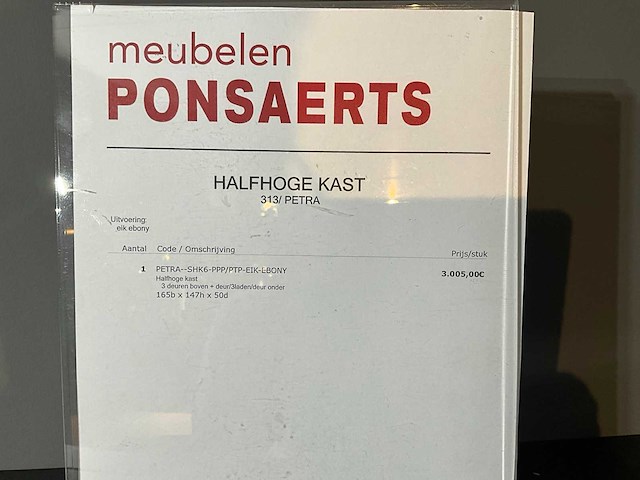 meubelen
PONSAERTS
HALFHOGE KAST
313/ PETRA
Uitvoering:
eik ebony
Aantal Code / Omschrijving Prijs/stuk
1 PETRA--SHK6-PPP/PTP-EIK-EBONY 3.005,00€
Halfhoge kast
3 deuren boven + deur/3laden/deur onder
165b x 147h x 50d